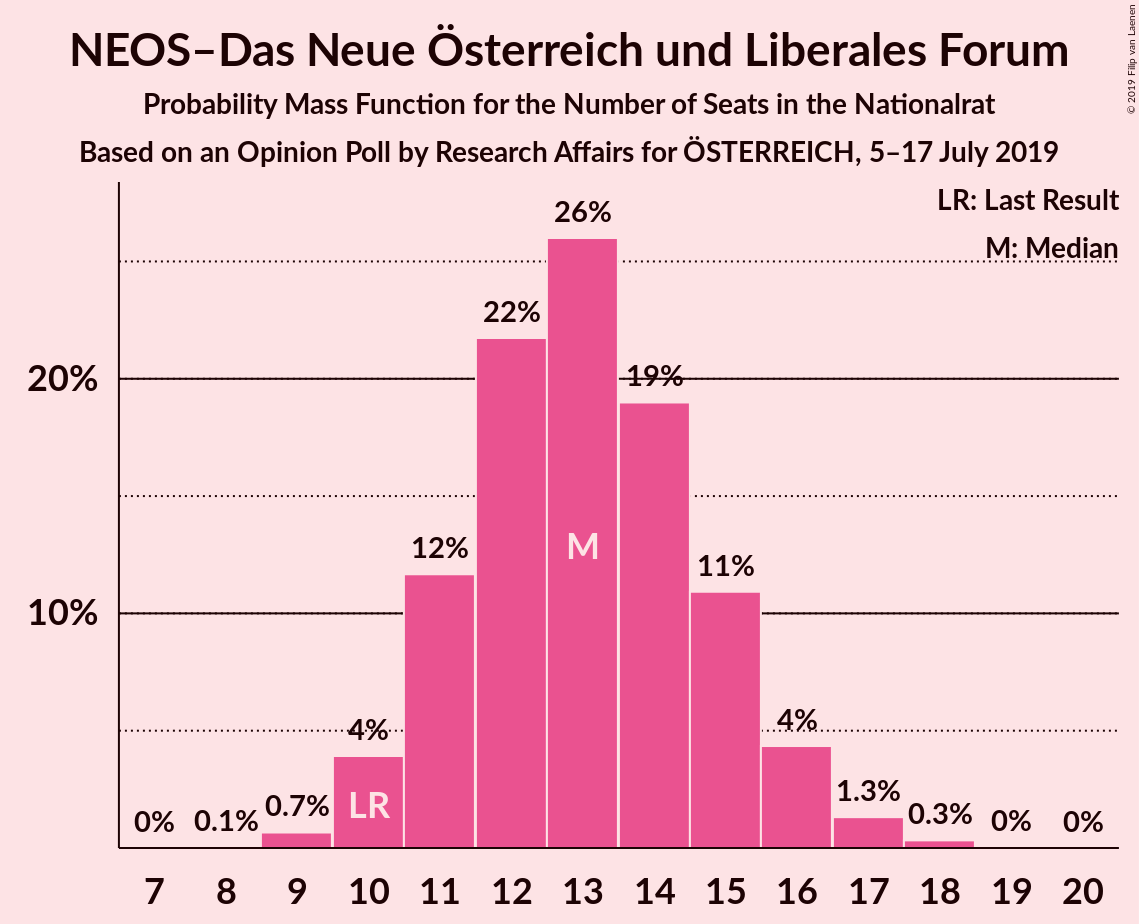 NEOS–Das Neue Österreich und Liberales Forum
Probability Mass Function for the Number of Seats in the Nationalrat
Based on an Opinion Poll by Research Affairs for ÖSTERREICH, 5–17 July 2019
© 2019 Filip van Laenen
LR: Last Result
M: Median
20%
10%
0%
0.1%
0.7%
4%
12%
22%
26%
19%
11%
4%
1.3%
0.3%
0%
0%
LR
M
7 8 9 10 11 12 13 14 15 16 17 18 19 20